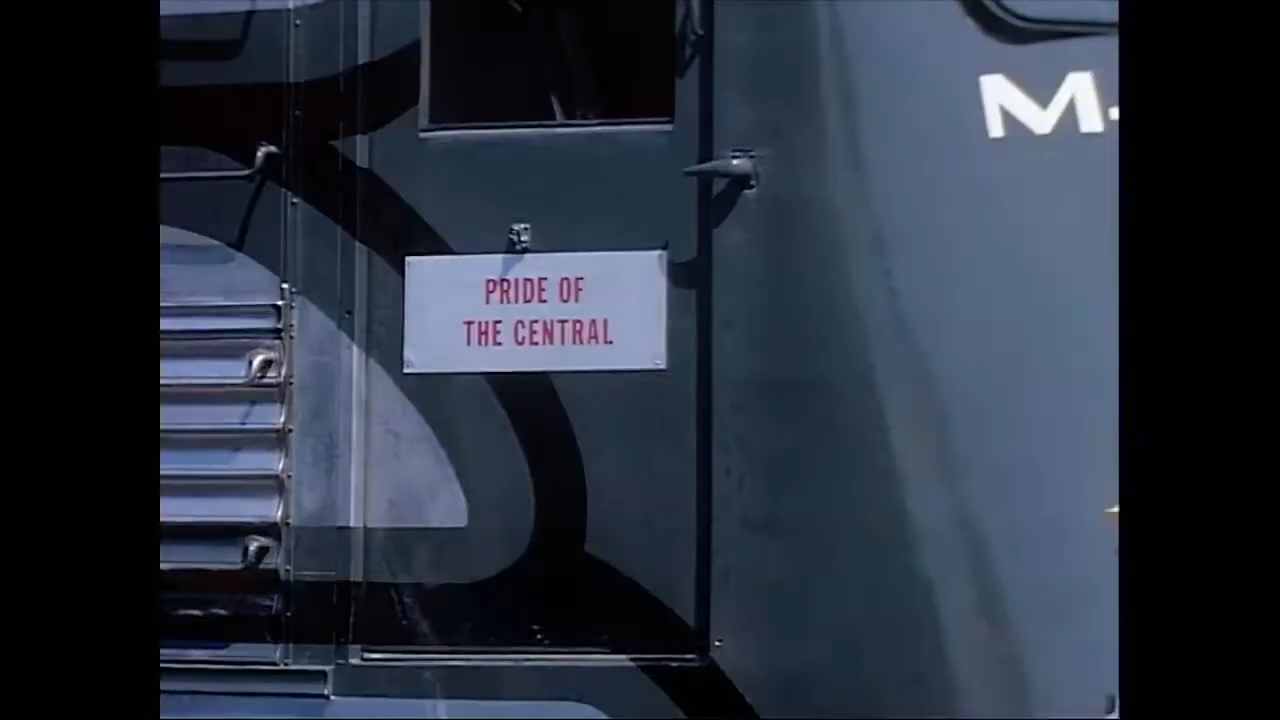 M-
PRIDE OF
THE CENTRAL